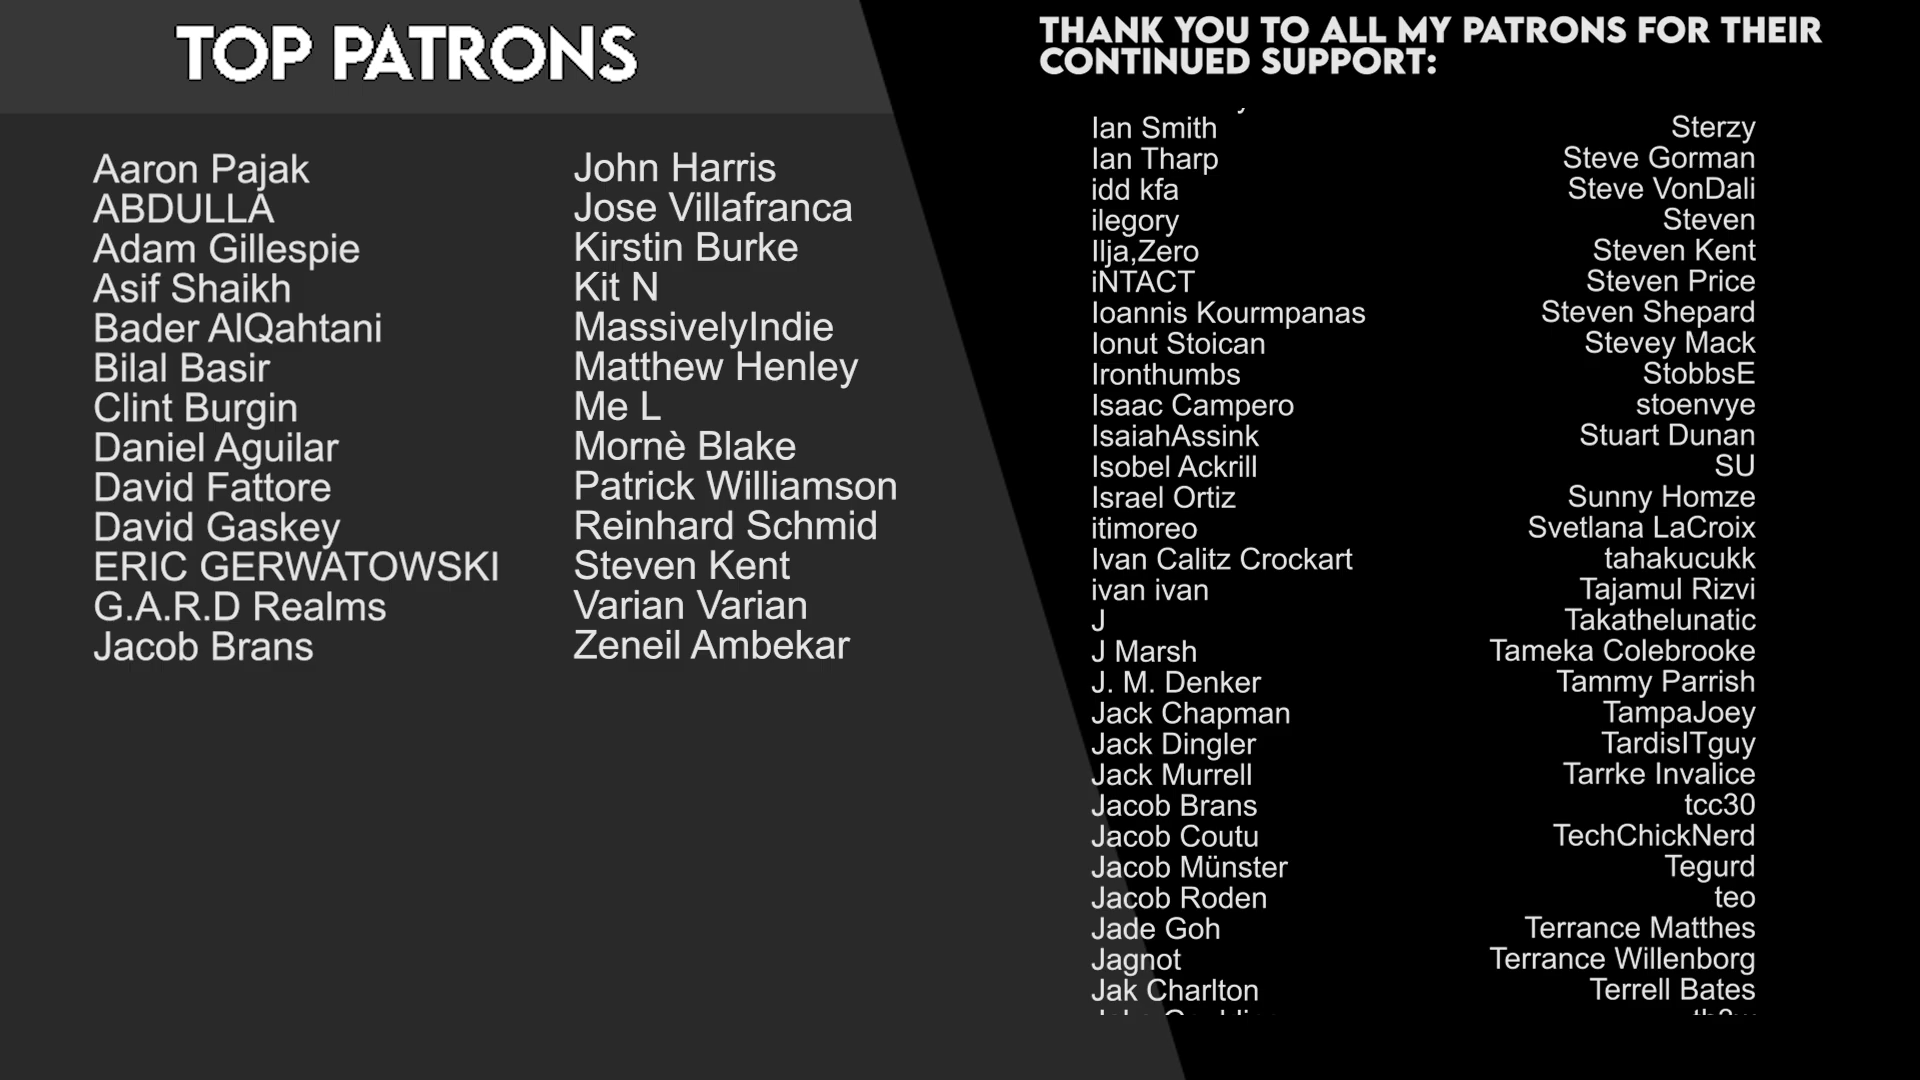 TOP PATRONS
Aaron Pajak
ABDULLA
Adam Gillespie
Asif Shaikh
Bader AlQahtani
Bilal Basir
Clint Burgin
Daniel Aguilar
David Fattore
David Gaskey
ERIC GERWATOWSKI
G.A.R.D Realms
Jacob Brans
John Harris
Jose Villafranca
Kirstin Burke
Kit N
MassivelyIndie
Matthew Henley
Me L
Mornè Blake
Patrick Williamson
Reinhard Schmid
Steven Kent
Varian Varian
Zeneil Ambekar
THANK YOU TO ALL MY PATRONS FOR THEIR
CONTINUED SUPPORT:
Ian Smith
Ian Tharp
idd kfa
ilegory
Ilja,Zero
iNTACT
Ioannis Kourmpanas
Ionut Stoican
Ironthumbs
Isaac Campero
IsaiahAssink
Isobel Ackrill
Israel Ortiz
itimoreo
Ivan Calitz Crockart
ivan ivan
J
J Marsh
J. M. Denker
Jack Chapman
Jack Dingler
Jack Murrell
Jacob Brans
Jacob Coutu
Jacob Münster
Jacob Roden
Jade Goh
Jagnot
Jak Charlton
Sterzy
Steve Gorman
Steve VonDali
Steven
Steven Kent
Steven Price
Steven Shepard
Stevey Mack
StobbsE
stoenvye
Stuart Dunan
SU
Sunny Homze
Svetlana LaCroix
tahakucukk
Tajamul Rizvi
Takathelunatic
Tameka Colebrooke
Tammy Parrish
TampaJoey
TardisITguy
Tarrke Invalice
tcc30
TechChickNerd
Tegurd
teo
Terrance Matthes
Terrance Willenborg
Terrell Bates